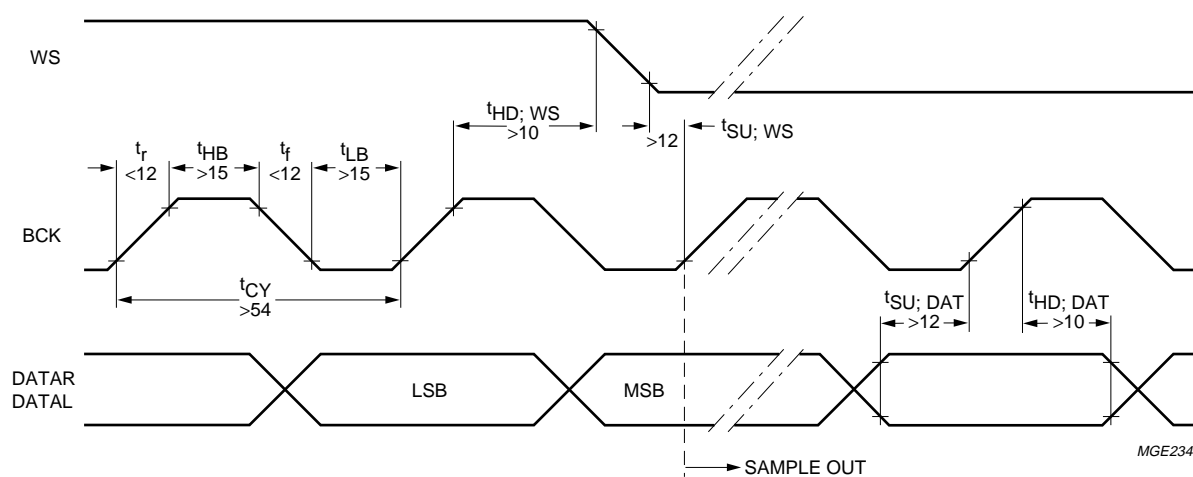 WS
tHD; WS
>10
>12
tSU; WS
tr
<12
tHB
>15
tf
<12
tLB
>15
BCK
tCY
>54
tSU; DAT
>12
tHD; DAT
>10
DATAR
DATAL
LSB
MSB
MGE234
SAMPLE OUT